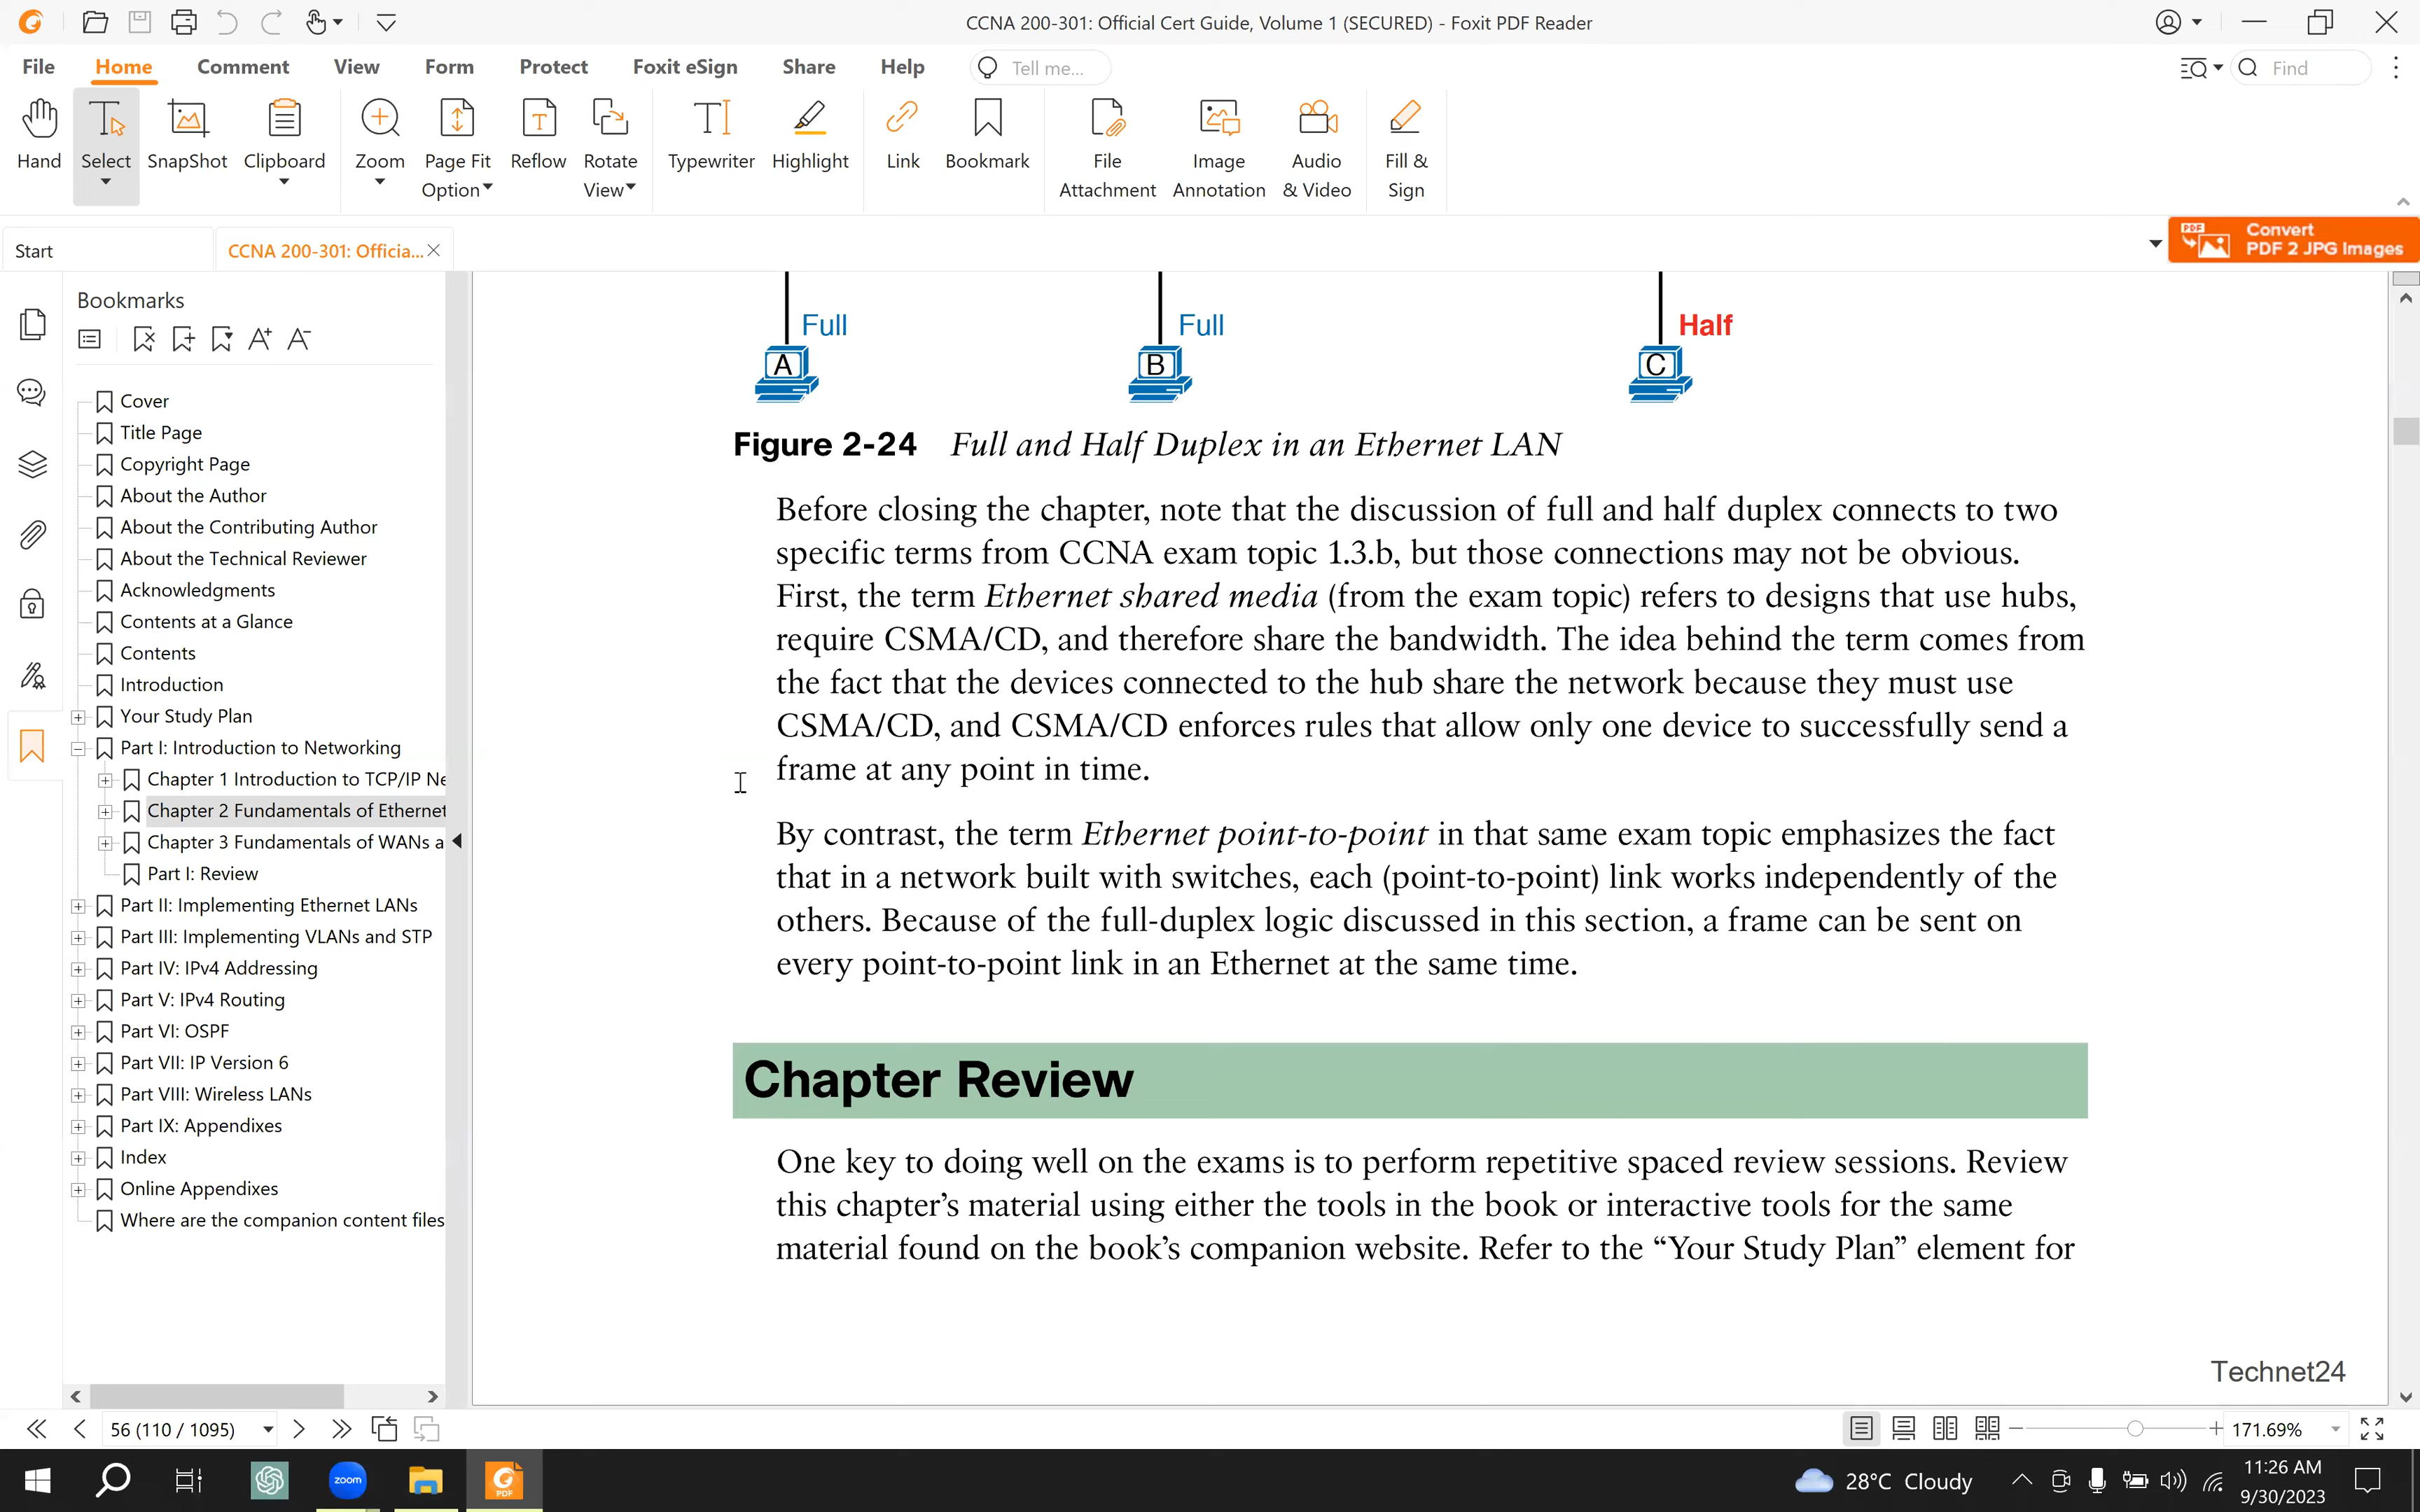 CCNA 200-301: Official Cert Guide, Volume 1 (SECURED) - Foxit PDF Reader
File Home Comment View Form Protect Foxit eSign Share Help Tell me... Find
Hand Select SnapShot Clipboard Zoom Page Fit Option Reflow Rotate View Typewriter Highlight Link Bookmark File Attachment Image Annotation Audio & Video Fill & Sign
Start CCNA 200-301: Officia...
PDF Convert
PDF 2 JPG Images
Bookmarks
Cover
Title Page
Copyright Page
About the Author
About the Contributing Author
About the Technical Reviewer
Acknowledgments
Contents at a Glance
Contents
Introduction
Your Study Plan
Part I: Introduction to Networking
Chapter 1 Introduction to TCP/IP Ne
Chapter 2 Fundamentals of Ethernet
Chapter 3 Fundamentals of WANs a
Part I: Review
Part II: Implementing Ethernet LANs
Part III: Implementing VLANs and STP
Part IV: IPv4 Addressing
Part V: IPv4 Routing
Part VI: OSPF
Part VII: IP Version 6
Part VIII: Wireless LANs
Part IX: Appendixes
Index
Online Appendixes
Where are the companion content files
Full Full Half
A B C
Figure 2-24 Full and Half Duplex in an Ethernet LAN
Before closing the chapter, note that the discussion of full and half duplex connects to two
specific terms from CCNA exam topic 1.3.b, but those connections may not be obvious.
First, the term Ethernet shared media (from the exam topic) refers to designs that use hubs,
require CSMA/CD, and therefore share the bandwidth. The idea behind the term comes from
the fact that the devices connected to the hub share the network because they must use
CSMA/CD, and CSMA/CD enforces rules that allow only one device to successfully send a
frame at any point in time.
By contrast, the term Ethernet point-to-point in that same exam topic emphasizes the fact
that in a network built with switches, each (point-to-point) link works independently of the
others. Because of the full-duplex logic discussed in this section, a frame can be sent on
every point-to-point link in an Ethernet at the same time.
Chapter Review
One key to doing well on the exams is to perform repetitive spaced review sessions. Review
this chapter’s material using either the tools in the book or interactive tools for the same
material found on the book’s companion website. Refer to the “Your Study Plan” element for
Technet24
56 (110 / 1095) 171.69%
zoom PDF 28°C Cloudy 11:26 AM
9/30/2023